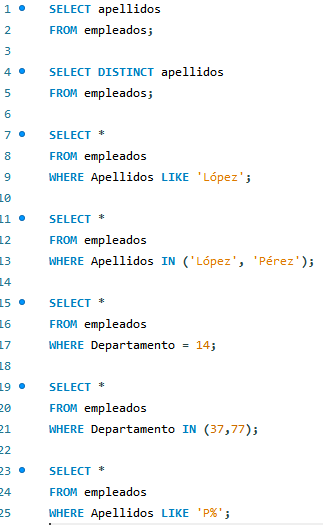 1 SELECT apellidos
2 FROM empleados;
3
4 SELECT DISTINCT apellidos
5 FROM empleados;
6
7 SELECT *
8 FROM empleados
9 WHERE Apellidos LIKE 'López';
10
11 SELECT *
12 FROM empleados
13 WHERE Apellidos IN ('López', 'Pérez');
14
15 SELECT *
16 FROM empleados
17 WHERE Departamento = 14;
18
19 SELECT *
20 FROM empleados
21 WHERE Departamento IN (37,77);
22
23 SELECT *
24 FROM empleados
25 WHERE Apellidos LIKE 'P%';